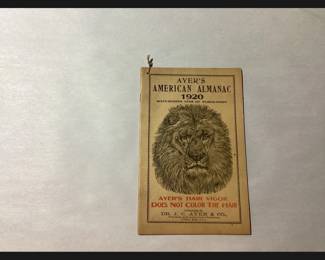 AYER'S
AMERICAN ALMANAC
1920
AYER'S HAIR VIGOR
DOES NOT COLOR THE HAIR
DR. J. C. AYER & CO.,